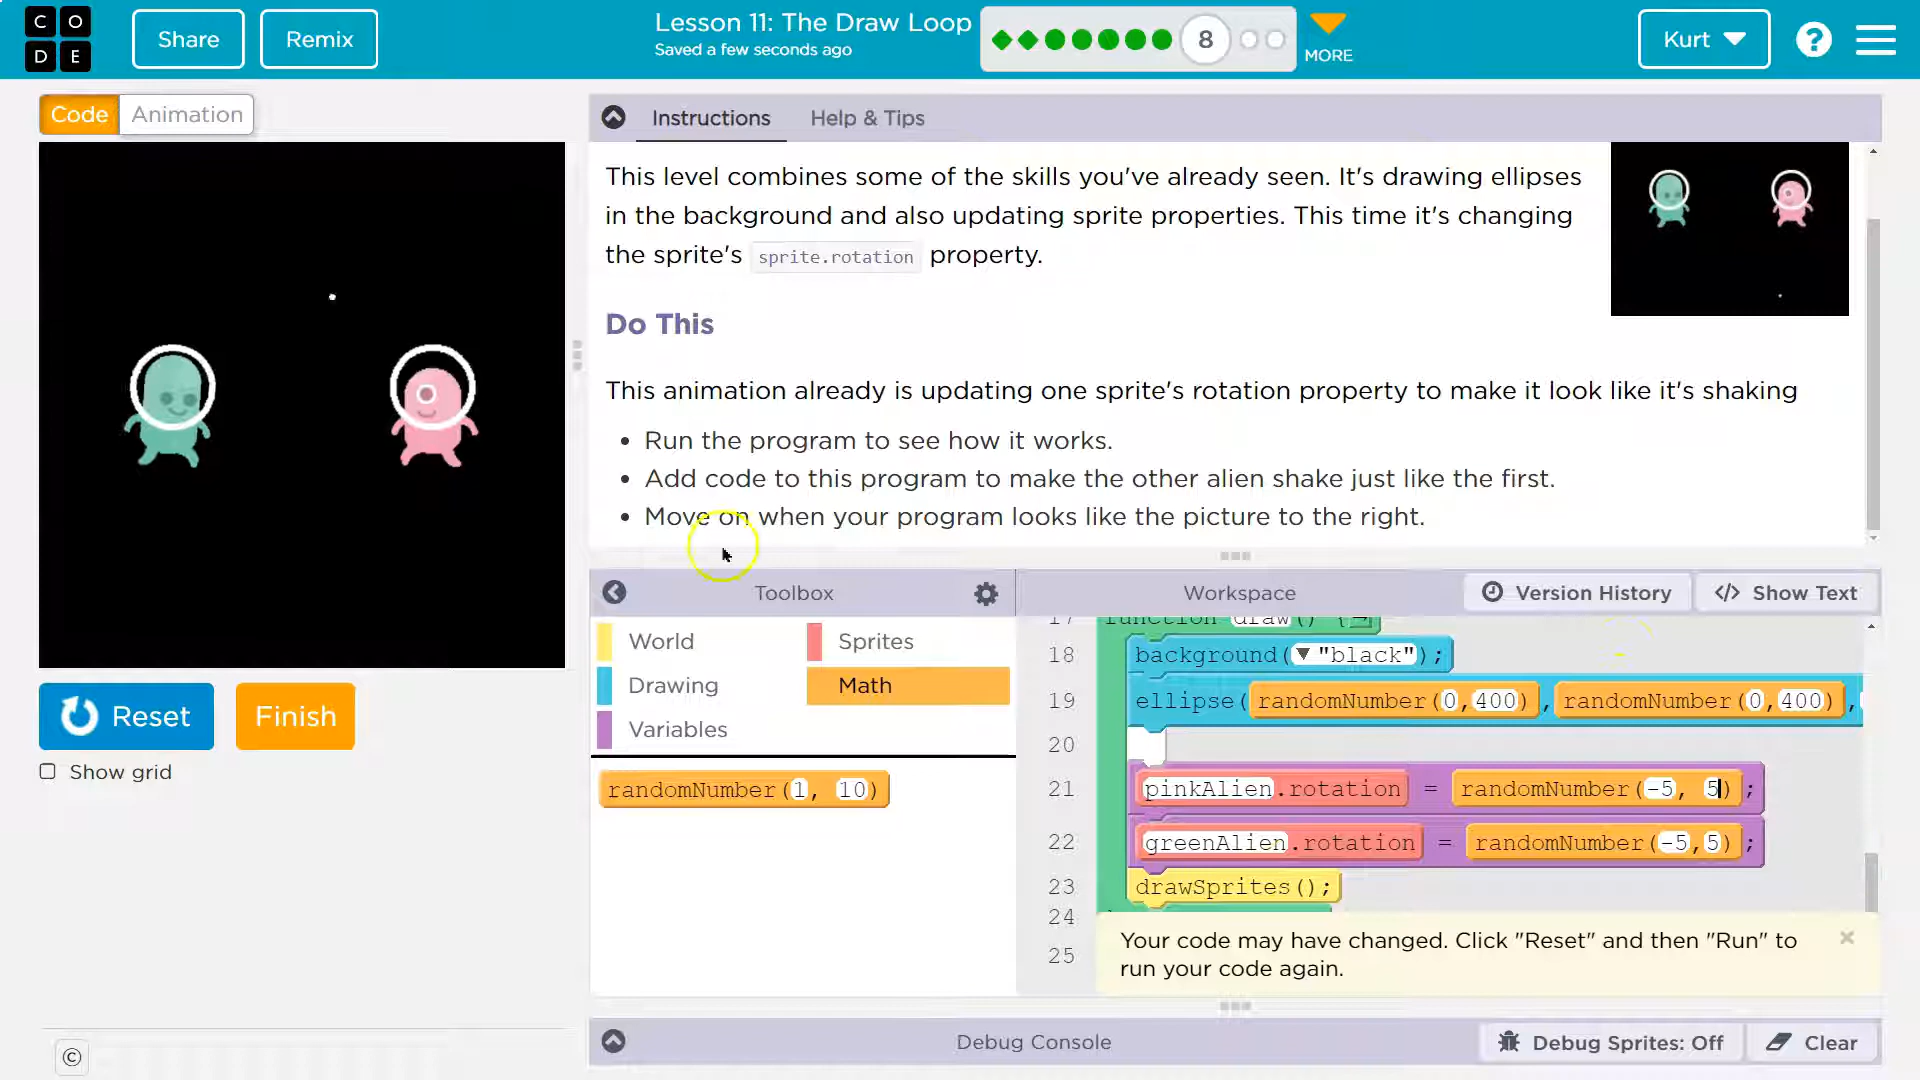 C O
D E
Share
Remix
Lesson 11: The Draw Loop
Saved a few seconds ago
8
MORE
Kurt
?
Code
Animation
Instructions
Help & Tips
This level combines some of the skills you've already seen. It's drawing ellipses
in the background and also updating sprite properties. This time it's changing
the sprite's sprite.rotation property.
Do This
This animation already is updating one sprite's rotation property to make it look like it's shaking
Run the program to see how it works.
Add code to this program to make the other alien shake just like the first.
Move on when your program looks like the picture to the right.
Reset
Finish
Show grid
Toolbox
World
Sprites
Drawing
Math
Variables
randomNumber(1, 10)
Workspace
Version History
</> Show Text
17 function draw() {
18 background("black");
19 ellipse(randomNumber(0,400),randomNumber(0,400),
20
21 pinkAlien.rotation = randomNumber(-5, 5);
22 greenAlien.rotation = randomNumber(-5,5);
23 drawSprites();
24
25
Your code may have changed. Click "Reset" and then "Run" to
run your code again.
×
Debug Console
Debug Sprites: Off
Clear
©